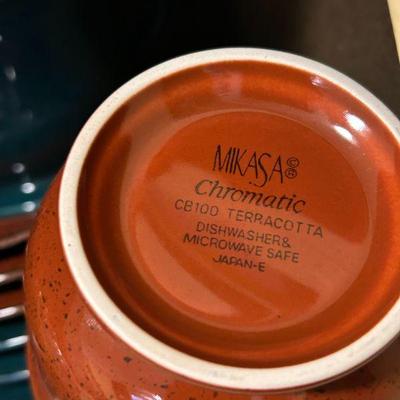 MIKASA©®
Chromatic
CB100 TERRACOTTA
DISHWASHER&
MICROWAVE SAFE
JAPAN-E